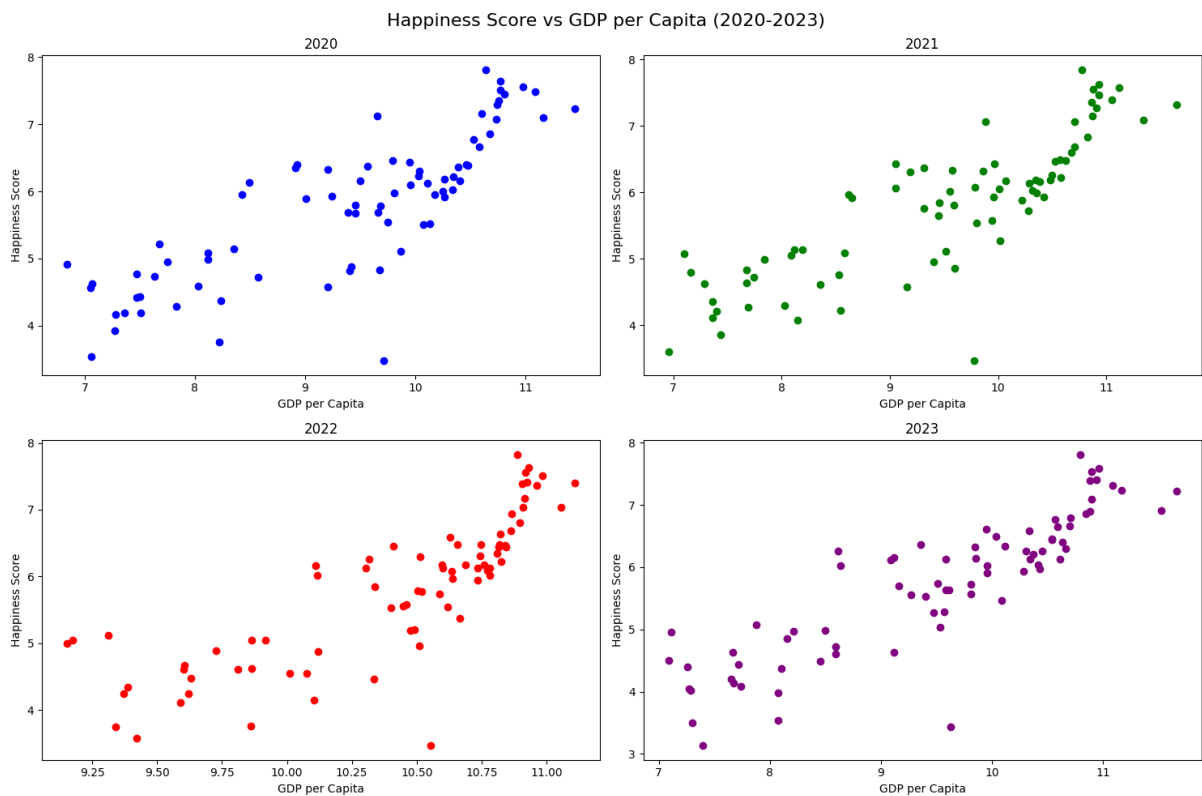 Happiness Score vs GDP per Capita (2020-2023)
2020
8
7
6
5
4
Happiness Score
7 8 9 10 11
GDP per Capita
2021
8
7
6
5
4
Happiness Score
7 8 9 10 11
GDP per Capita
2022
8
7
6
5
4
Happiness Score
9.25 9.50 9.75 10.00 10.25 10.50 10.75 11.00
GDP per Capita
2023
8
7
6
5
4
3
Happiness Score
7 8 9 10 11
GDP per Capita